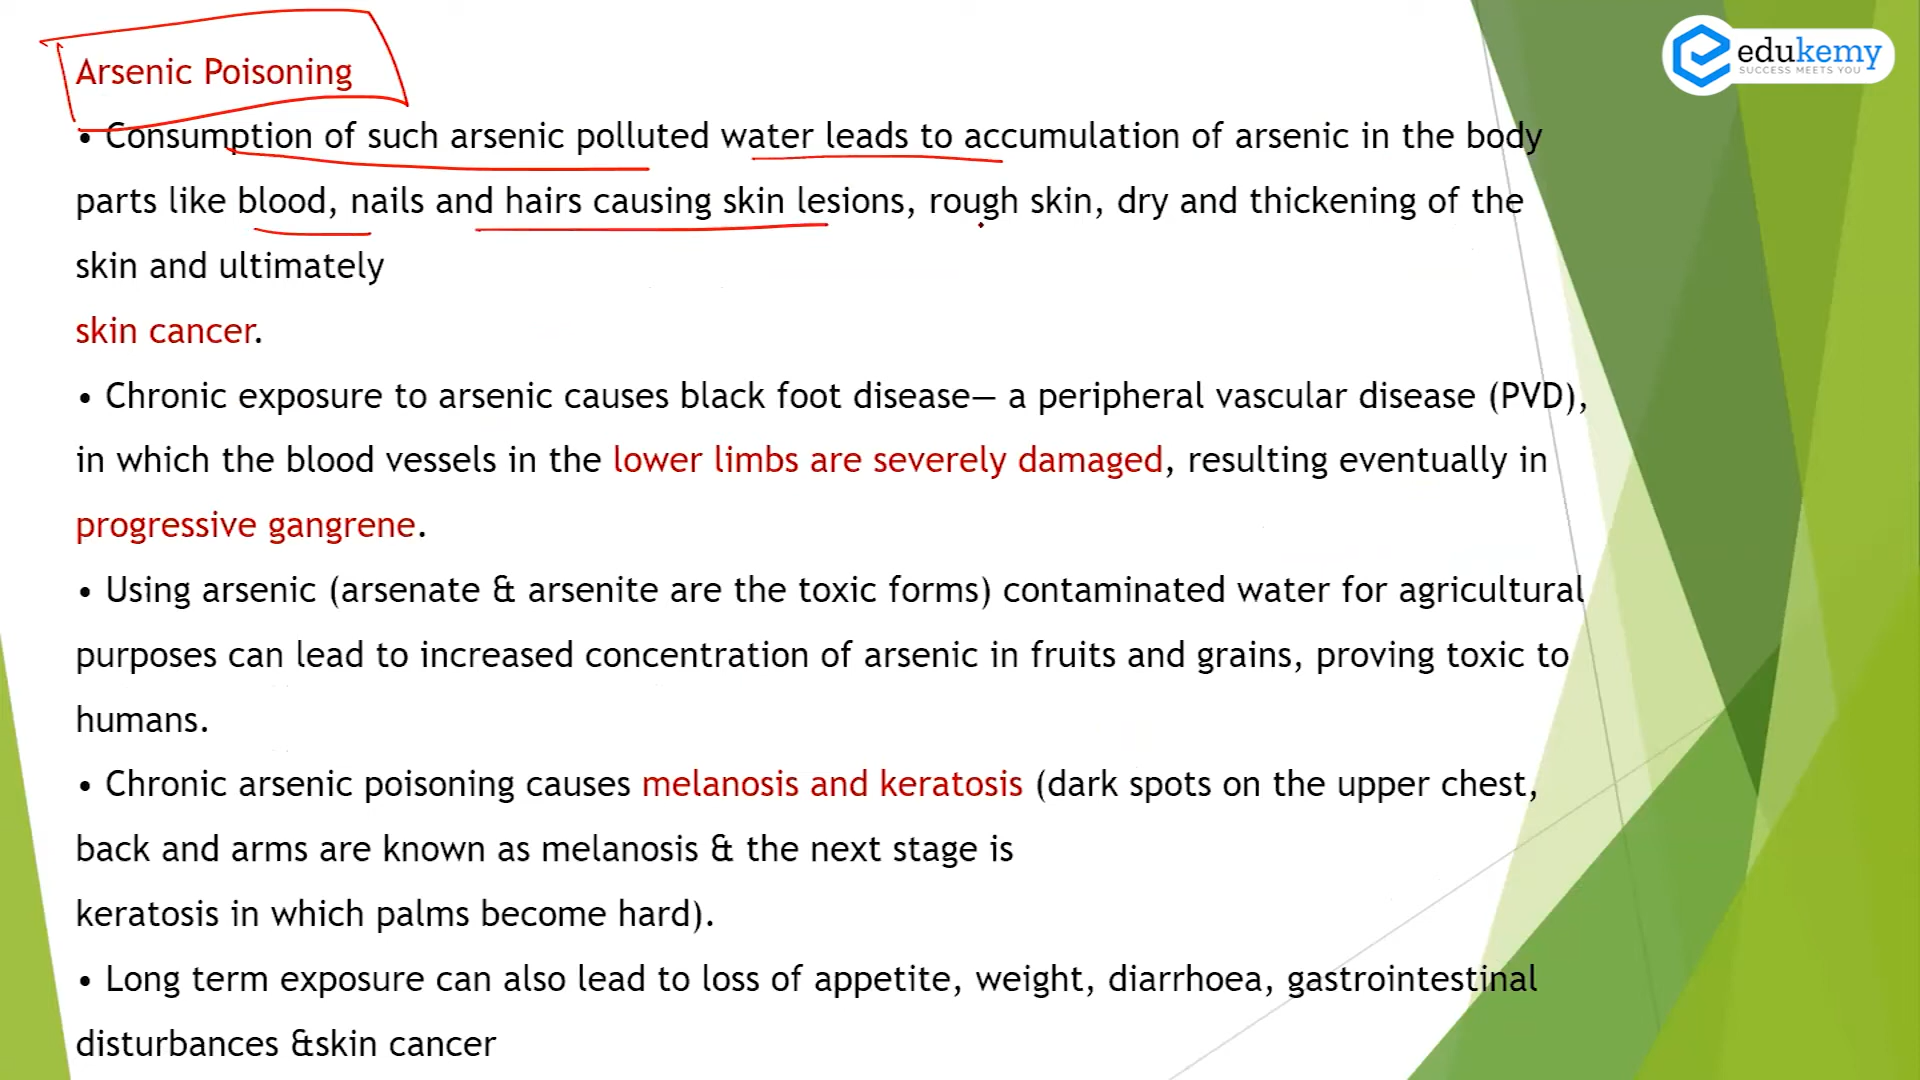 edukemy
SUCCESS MEETS YOU
Arsenic Poisoning
• Consumption of such arsenic polluted water leads to accumulation of arsenic in the body
parts like blood, nails and hairs causing skin lesions, rough skin, dry and thickening of the
skin and ultimately
skin cancer.
• Chronic exposure to arsenic causes black foot disease— a peripheral vascular disease (PVD),
in which the blood vessels in the lower limbs are severely damaged, resulting eventually in
progressive gangrene.
• Using arsenic (arsenate & arsenite are the toxic forms) contaminated water for agricultural
purposes can lead to increased concentration of arsenic in fruits and grains, proving toxic to
humans.
• Chronic arsenic poisoning causes melanosis and keratosis (dark spots on the upper chest,
back and arms are known as melanosis & the next stage is
keratosis in which palms become hard).
• Long term exposure can also lead to loss of appetite, weight, diarrhoea, gastrointestinal
disturbances &skin cancer